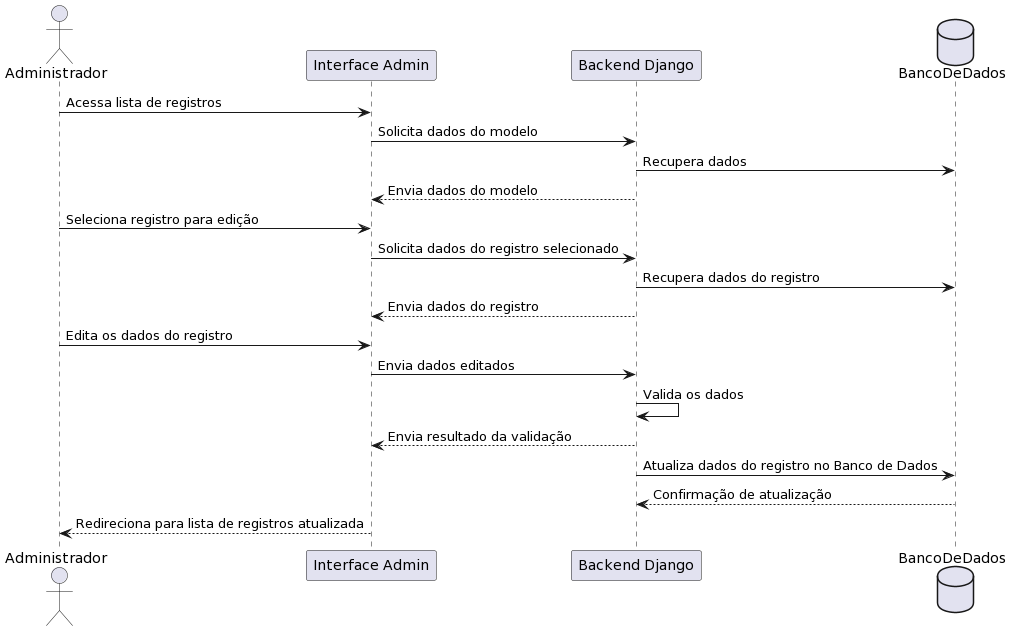 Administrador
Interface Admin
Backend Django
BancoDeDados
Acessa lista de registros
Solicita dados do modelo
Recupera dados
Envia dados do modelo
Seleciona registro para edição
Solicita dados do registro selecionado
Recupera dados do registro
Envia dados do registro
Edita os dados do registro
Envia dados editados
Valida os dados
Envia resultado da validação
Atualiza dados do registro no Banco de Dados
Confirmação de atualização
Redireciona para lista de registros atualizada
Administrador
Interface Admin
Backend Django
BancoDeDados